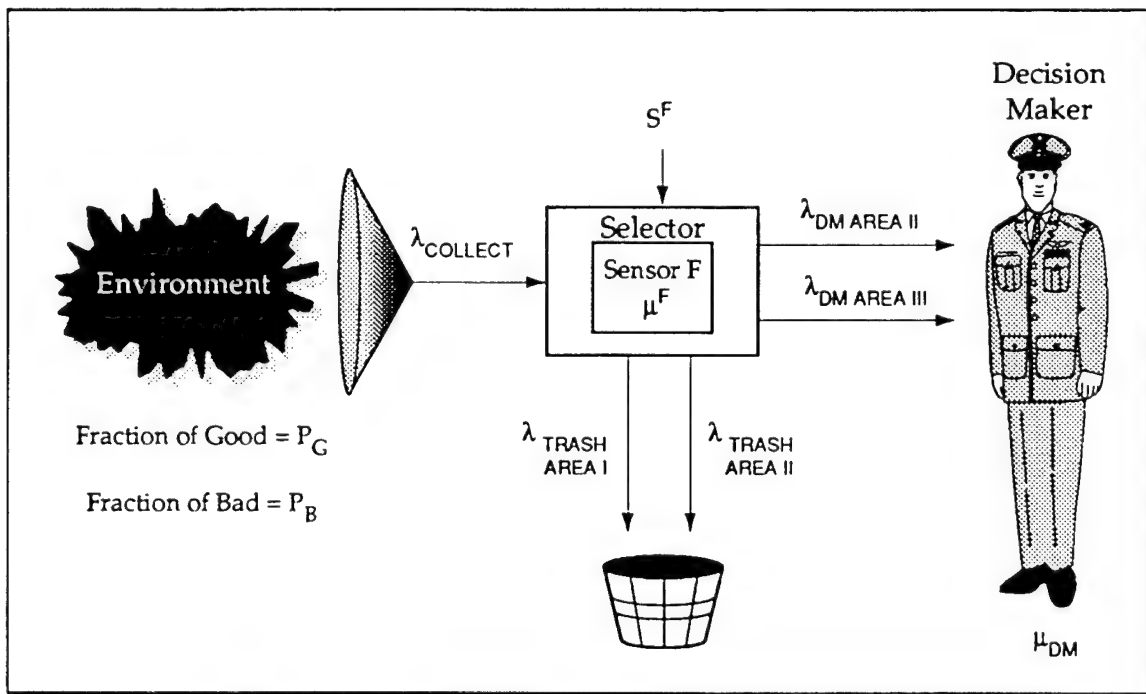 Decision
Maker
S^F
Selector
Sensor F
μ^F
λ_COLLECT
λ_DM AREA II
λ_DM AREA III
Environment
λ_TRASH
AREA I
λ_TRASH
AREA II
Fraction of Good = P_G
Fraction of Bad = P_B
μ_DM